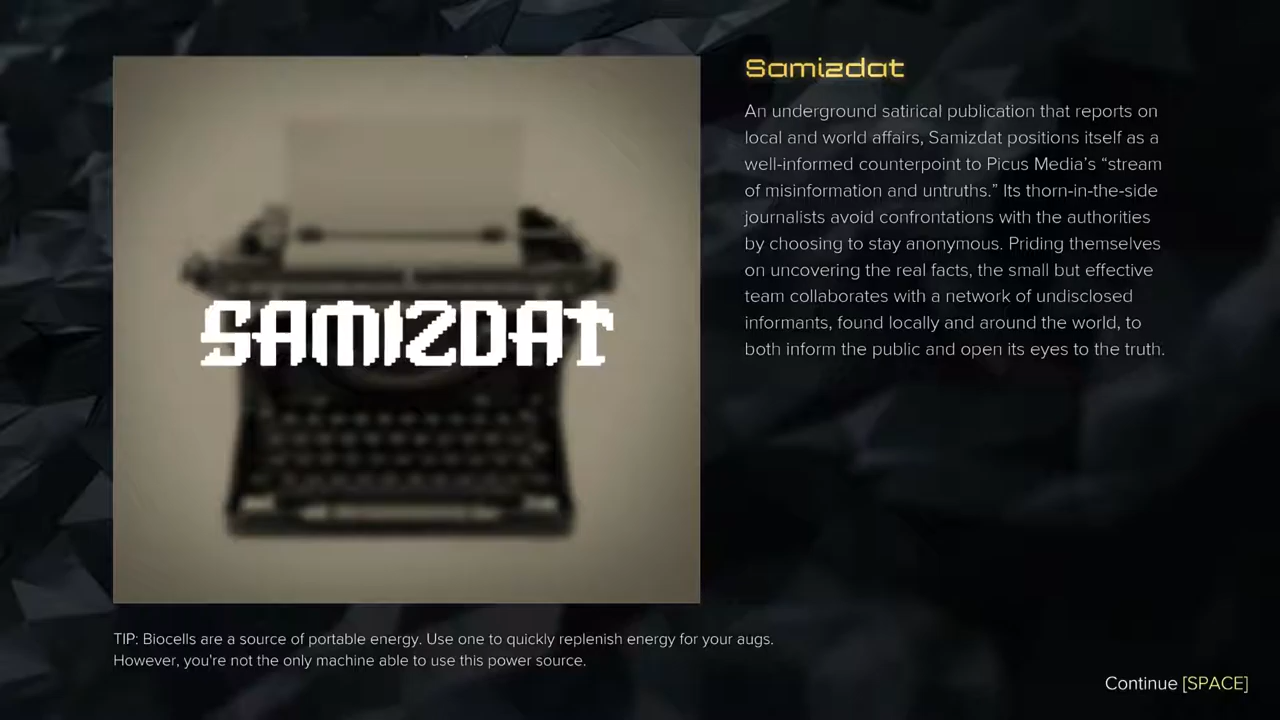 Samizdat
An underground satirical publication that reports on
local and world affairs, Samizdat positions itself as a
well-informed counterpoint to Picus Media’s “stream
of misinformation and untruths.” Its thorn-in-the-side
journalists avoid confrontations with the authorities
by choosing to stay anonymous. Priding themselves
on uncovering the real facts, the small but effective
team collaborates with a network of undisclosed
informants, found locally and around the world, to
both inform the public and open its eyes to the truth.
SAMIZDAT
TIP: Biocells are a source of portable energy. Use one to quickly replenish energy for your augs.
However, you're not the only machine able to use this power source.
Continue [SPACE]